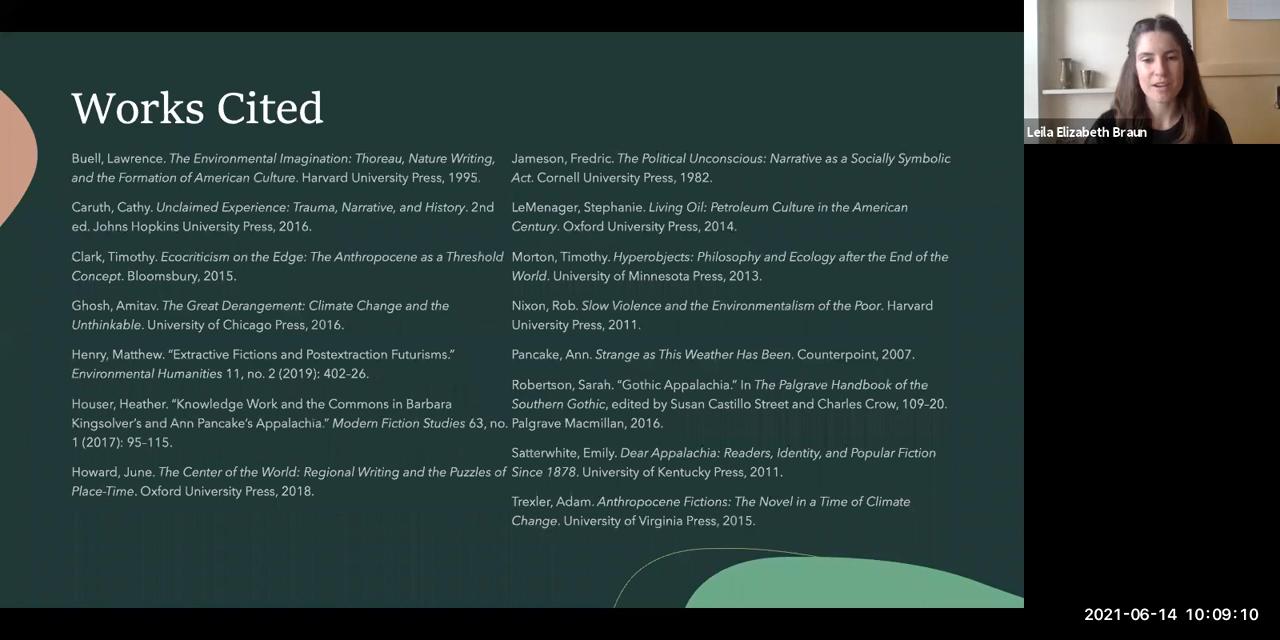 Works Cited
Buell, Lawrence. The Environmental Imagination: Thoreau, Nature Writing,
and the Formation of American Culture. Harvard University Press, 1995.
Caruth, Cathy. Unclaimed Experience: Trauma, Narrative, and History. 2nd
ed. Johns Hopkins University Press, 2016.
Clark, Timothy. Ecocriticism on the Edge: The Anthropocene as a Threshold
Concept. Bloomsbury, 2015.
Ghosh, Amitav. The Great Derangement: Climate Change and the
Unthinkable. University of Chicago Press, 2016.
Henry, Matthew. “Extractive Fictions and Postextraction Futurisms.”
Environmental Humanities 11, no. 2 (2019): 402–26.
Houser, Heather. “Knowledge Work and the Commons in Barbara
Kingsolver’s and Ann Pancake’s Appalachia.” Modern Fiction Studies 63, no.
1 (2017): 95–115.
Howard, June. The Center of the World: Regional Writing and the Puzzles of
Place-Time. Oxford University Press, 2018.
Jameson, Fredric. The Political Unconscious: Narrative as a Socially Symbolic
Act. Cornell University Press, 1982.
LeMenager, Stephanie. Living Oil: Petroleum Culture in the American
Century. Oxford University Press, 2014.
Morton, Timothy. Hyperobjects: Philosophy and Ecology after the End of the
World. University of Minnesota Press, 2013.
Nixon, Rob. Slow Violence and the Environmentalism of the Poor. Harvard
University Press, 2011.
Pancake, Ann. Strange as This Weather Has Been. Counterpoint, 2007.
Robertson, Sarah. “Gothic Appalachia.” In The Palgrave Handbook of the
Southern Gothic, edited by Susan Castillo Street and Charles Crow, 109–20.
Palgrave Macmillan, 2016.
Satterwhite, Emily. Dear Appalachia: Readers, Identity, and Popular Fiction
Since 1878. University of Kentucky Press, 2011.
Trexler, Adam. Anthropocene Fictions: The Novel in a Time of Climate
Change. University of Virginia Press, 2015.
Leila Elizabeth Braun
2021-06-14 10:09:10